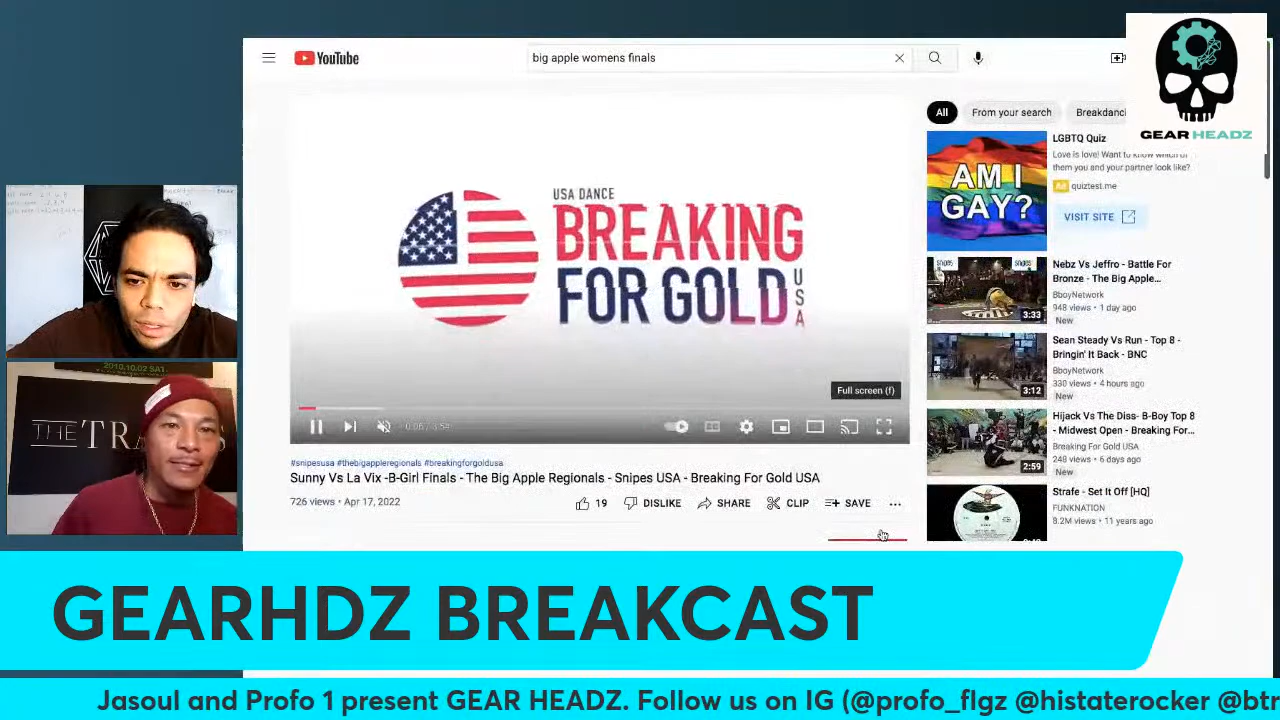 YouTube
big apple womens finals
GEAR HEADZ
USA DANCE
BREAKING
FOR GOLD
USA
Full screen (f)
#snipesusa #thebigappleregionals #breakingforgoldusa
Sunny Vs La Vix -B-Girl Finals - The Big Apple Regionals - Snipes USA - Breaking For Gold USA
726 views • Apr 17, 2022
19
DISLIKE
SHARE
CLIP
SAVE
All
From your search
AM I
GAY?
LGBTQ Quiz
Love is love! Want to know which of
them you and your partner look like?
Ad
quiztest.me
VISIT SITE
3:33
Nebz Vs Jeffro - Battle For
Bronze - The Big Apple...
BboyNetwork
948 views • 1 day ago
New
3:12
Sean Steady Vs Run - Top 8 -
Bringin' It Back - BNC
BboyNetwork
330 views • 4 hours ago
New
2:59
Hijack Vs The Diss- B-Boy Top 8
- Midwest Open - Breaking For...
Breaking For Gold USA
248 views • 6 days ago
New
Strafe - Set It Off [HQ]
FUNKNATION
8.2M views • 11 years ago
2010.10.02 SAT.
THE
GEARHDZ BREAKCAST
Jasoul and Profo 1 present GEAR HEADZ. Follow us on IG (@profo_flgz @histaterocker @btr